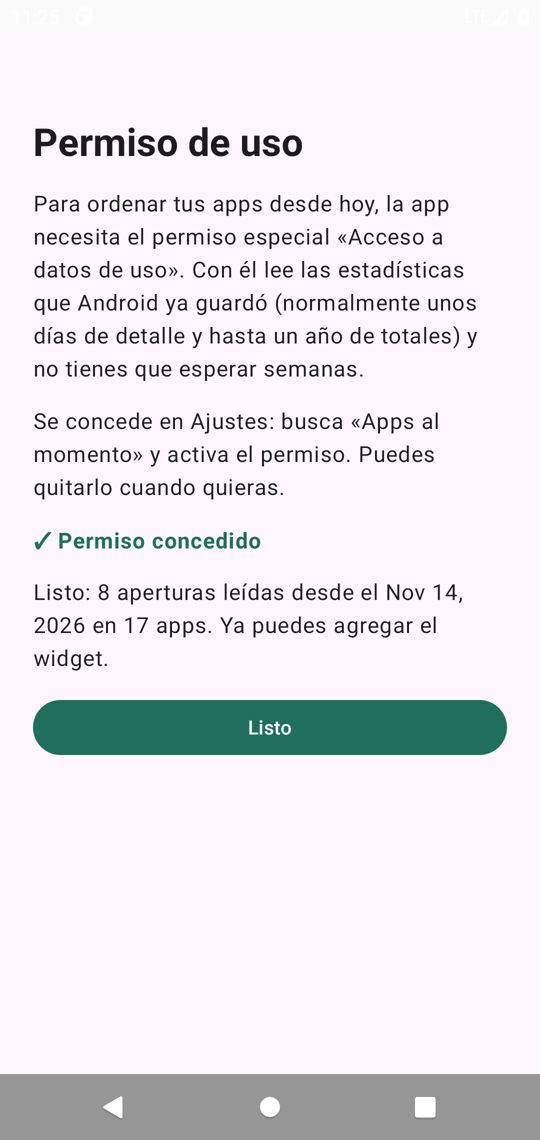 11:25
LTE
Permiso de uso
Para ordenar tus apps desde hoy, la app
necesita el permiso especial «Acceso a
datos de uso». Con él lee las estadísticas
que Android ya guardó (normalmente unos
días de detalle y hasta un año de totales) y
no tienes que esperar semanas.
Se concede en Ajustes: busca «Apps al
momento» y activa el permiso. Puedes
quitarlo cuando quieras.
✓ Permiso concedido
Listo: 8 aperturas leídas desde el Nov 14,
2026 en 17 apps. Ya puedes agregar el
widget.
Listo